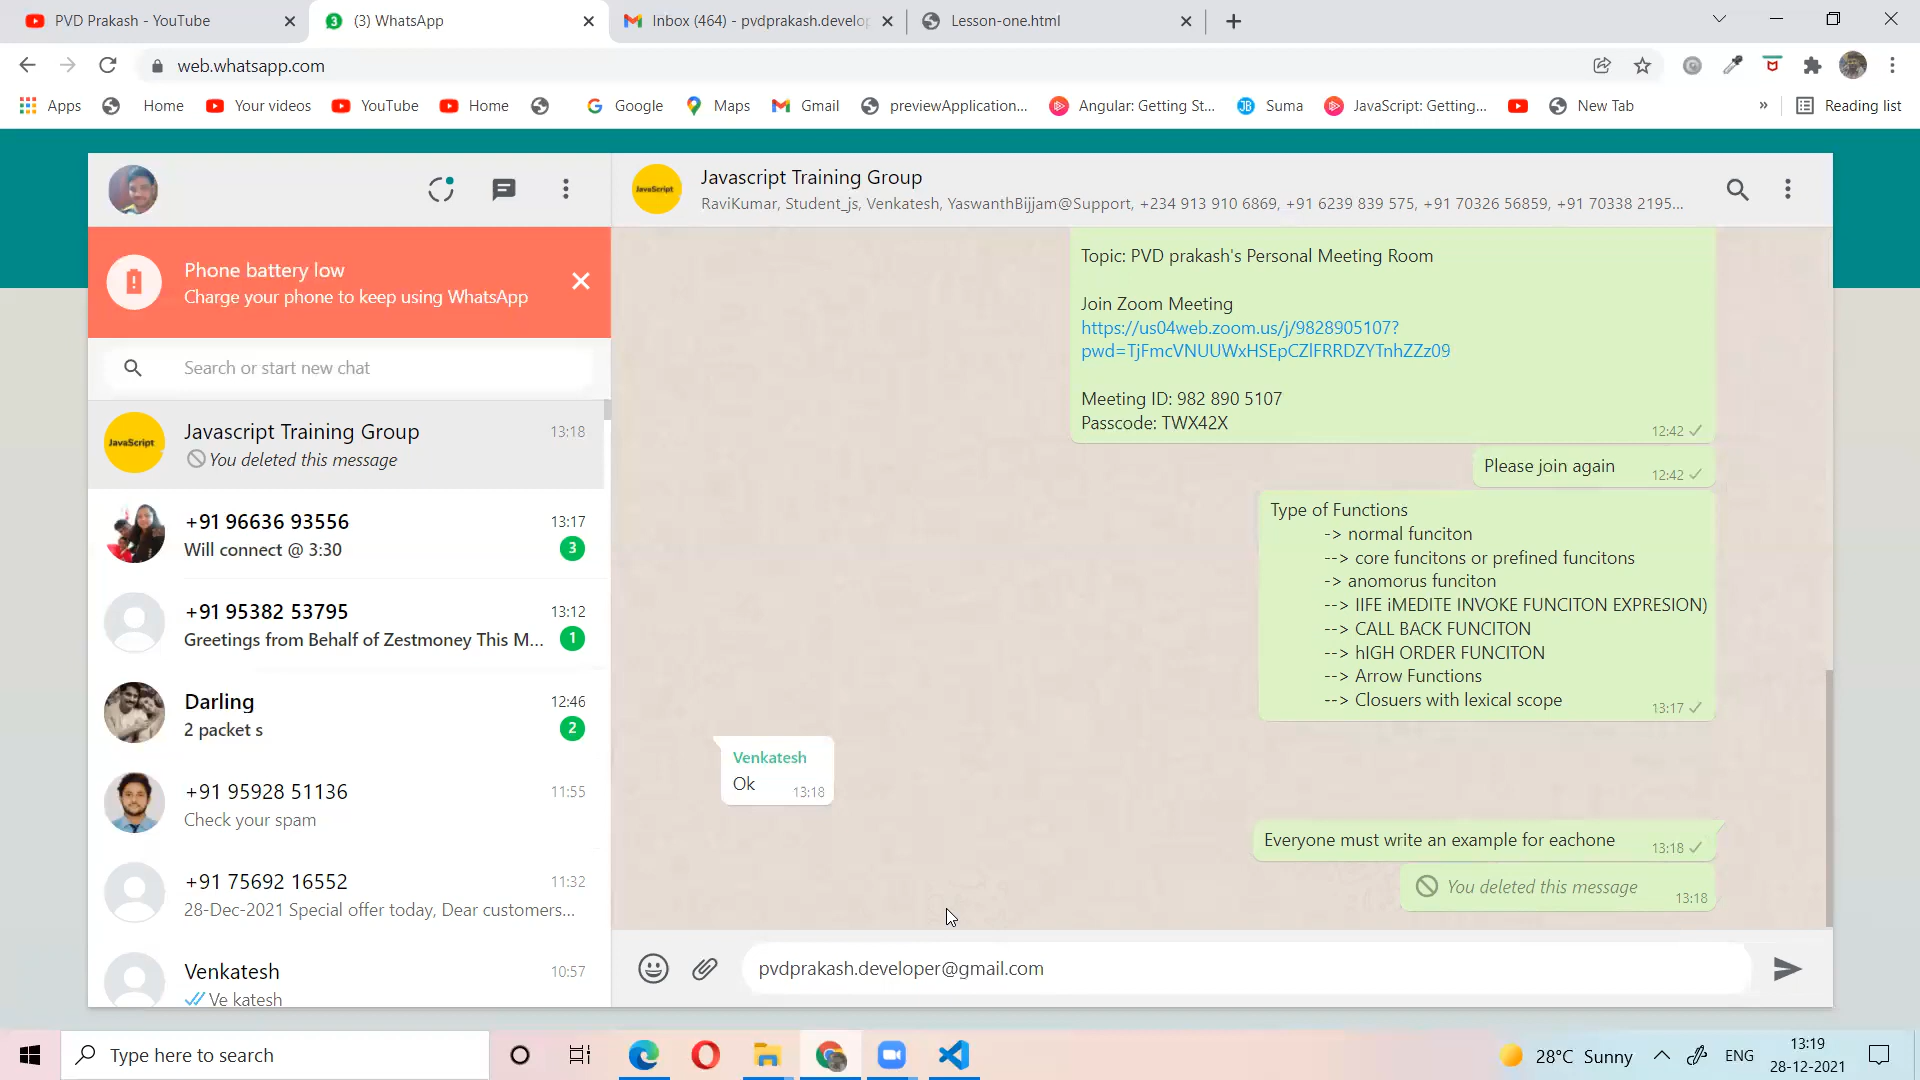 PVD Prakash - YouTube
(3) WhatsApp
Inbox (464) - pvdprakash.develop
Lesson-one.html
web.whatsapp.com
Apps
Home
Your videos
YouTube
Home
Google
Maps
Gmail
previewApplication...
Angular: Getting St...
Suma
JavaScript: Getting...
New Tab
»
Reading list
Javascript Training Group
RaviKumar, Student_js, Venkatesh, YaswanthBijjam@Support, +234 913 910 6869, +91 6239 839 575, +91 70326 56859, +91 70338 2195...
Phone battery low
Charge your phone to keep using WhatsApp
Search or start new chat
JavaScript
Javascript Training Group
13:18
You deleted this message
+91 96636 93556
13:17
Will connect @ 3:30
3
+91 95382 53795
13:12
Greetings from Behalf of Zestmoney This M...
1
Darling
12:46
2 packet s
2
+91 95928 51136
11:55
Check your spam
+91 75692 16552
11:32
28-Dec-2021 Special offer today, Dear customers...
Venkatesh
10:57
Ve katesh
JavaScript
Topic: PVD prakash's Personal Meeting Room
Join Zoom Meeting
https://us04web.zoom.us/j/9828905107?
pwd=TjFmcVNUUWxHSEpCZlFRRDZYTnhZZz09
Meeting ID: 982 890 5107
Passcode: TWX42X
12:42
Please join again
12:42
Type of Functions
-> normal funciton
--> core funcitons or prefined funcitons
-> anomorus funciton
--> IIFE iMEDITE INVOKE FUNCITON EXPRESION)
--> CALL BACK FUNCITON
--> hIGH ORDER FUNCITON
--> Arrow Functions
--> Closuers with lexical scope
13:17
Venkatesh
Ok
13:18
Everyone must write an example for eachone
13:18
You deleted this message
13:18
pvdprakash.developer@gmail.com
Type here to search
28°C Sunny
ENG
13:19
28-12-2021